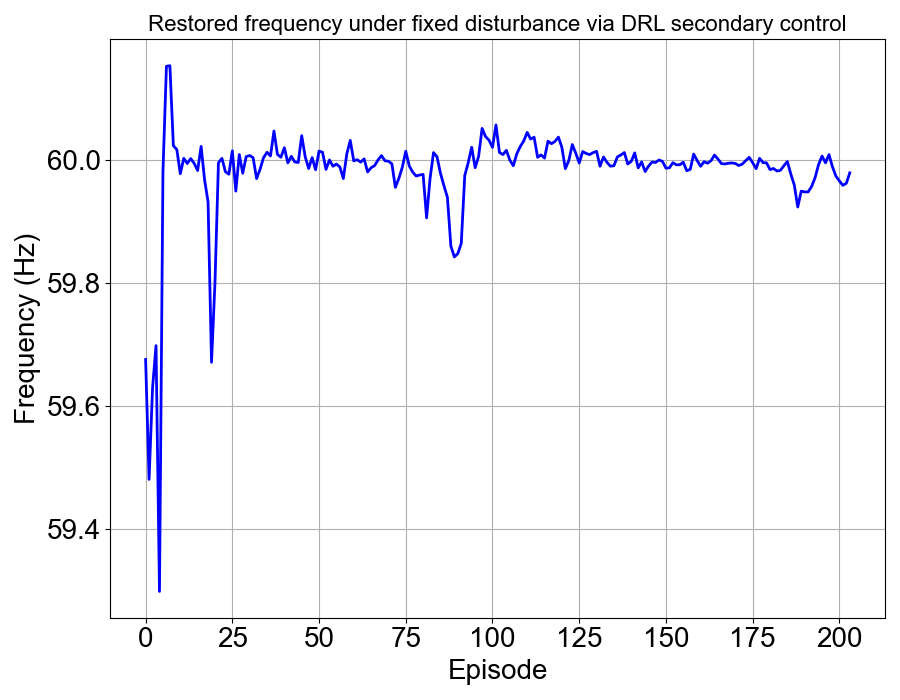 Restored frequency under fixed disturbance via DRL secondary control
60.0
59.8
59.6
59.4
Frequency (Hz)
0 25 50 75 100 125 150 175 200
Episode